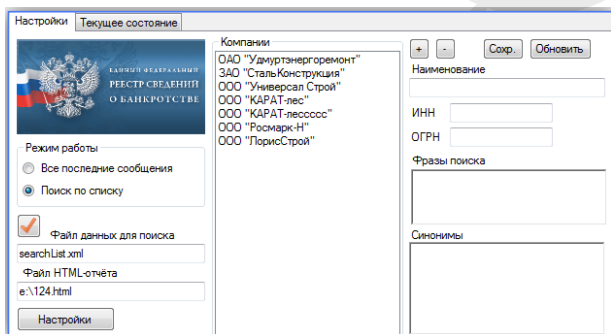 Настройки Текущее состояние
ЕДИНЫЙ ФЕДЕРАЛЬНЫЙ
РЕЕСТР СВЕДЕНИЙ
О БАНКРОТСТВЕ
Режим работы
Все последние сообщения
Поиск по списку
Файл данных для поиска
searchList.xml
Файл HTML-отчёта
e:\124.html
Настройки
Компании
ОАО "Удмуртэнергоремонт"
ЗАО "СтальКонструкция"
ООО "Универсал Строй"
ООО "КАРАТ-лес"
ООО "КАРАТ-лессссс"
ООО "Росмарк-Н"
ООО "ЛорисСтрой"
+ - Сохр. Обновить
Наименование
ИНН
ОГРН
Фразы поиска
Синонимы